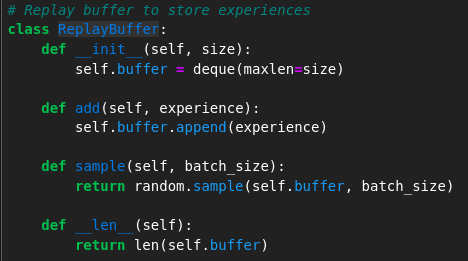 # Replay buffer to store experiences
class ReplayBuffer:
    def __init__(self, size):
        self.buffer = deque(maxlen=size)

    def add(self, experience):
        self.buffer.append(experience)

    def sample(self, batch_size):
        return random.sample(self.buffer, batch_size)

    def __len__(self):
        return len(self.buffer)